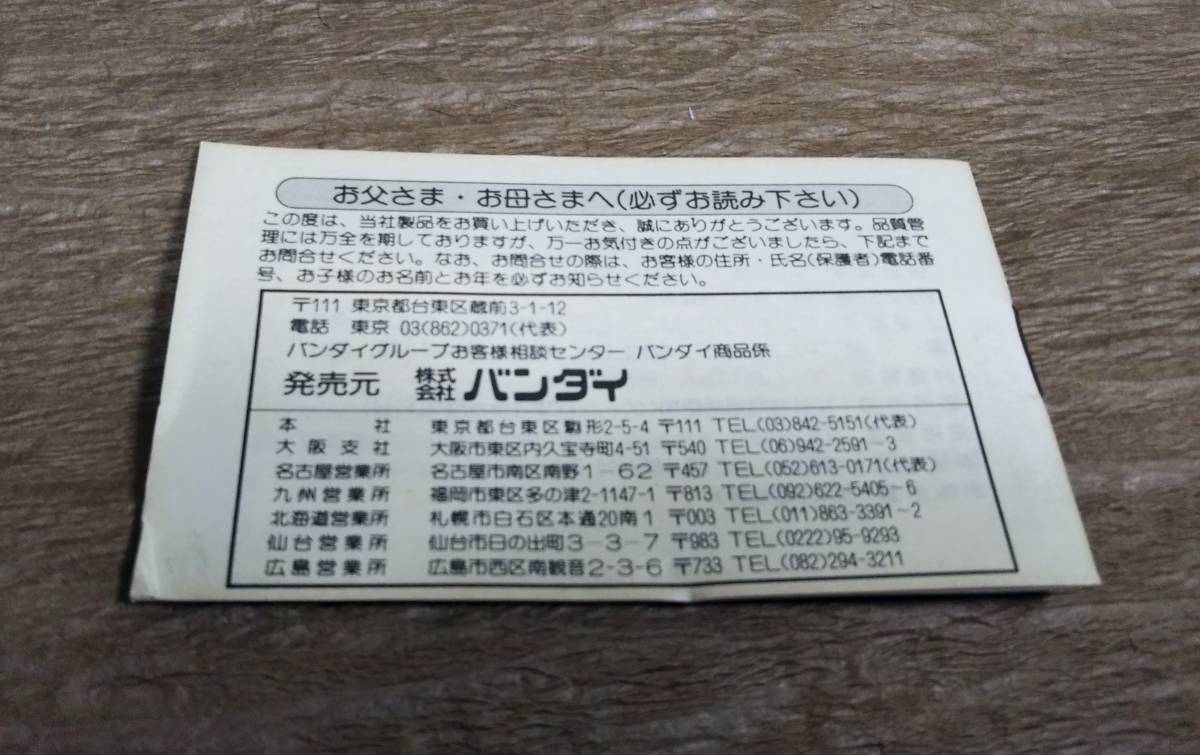 お父さま・お母さまへ(必ずお読み下さい)
この度は、当社製品をお買い上げいただき、誠にありがとうございます。品質管
理には万全を期しておりますが、万一お気付きの点がございましたら、下記まで
お問合せください。なお、お問合せの際は、お客様の住所・氏名(保護者)電話番
号、お子様のお名前とお年を必ずお知らせください。
〒111 東京都台東区蔵前3-1-12
電話 東京 03(862)0371(代表)
バンダイグループお客様相談センター バンダイ商品係
発売元 株式会社 バンダイ
本社 東京都台東区駒形2-5-4 〒111 TEL(03)842-5151(代表)
大阪支社 大阪市東区内久宝寺町4-51 〒540 TEL(06)942-2591~3
名古屋営業所 名古屋市南区南野1-62 〒457 TEL(052)613-0171(代表)
九州営業所 福岡市東区多の津2-1147-1 〒813 TEL(092)622-5405~6
北海道営業所 札幌市白石区本通20南1 〒003 TEL(011)863-3391~2
仙台営業所 仙台市日の出町3-3-7 〒983 TEL(0222)95-9293
広島営業所 広島市西区南観音2-3-6 〒733 TEL(082)294-3211